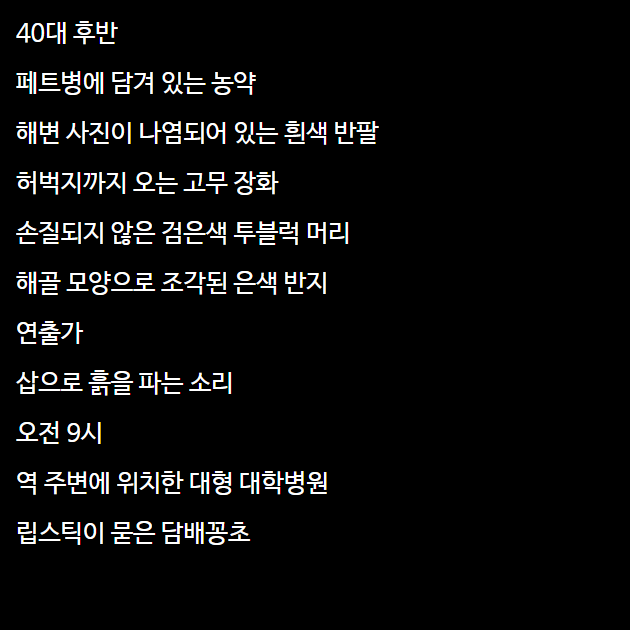 40대 후반
페트병에 담겨 있는 농약
해변 사진이 나염되어 있는 흰색 반팔
허벅지까지 오는 고무 장화
손질되지 않은 검은색 투블럭 머리
해골 모양으로 조각된 은색 반지
연출가
삽으로 흙을 파는 소리
오전 9시
역 주변에 위치한 대형 대학병원
립스틱이 묻은 담배꽁초